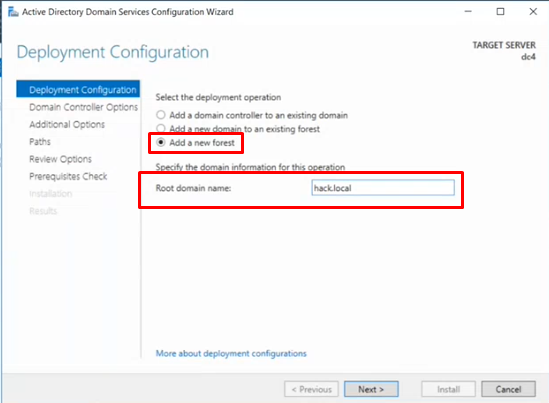 Active Directory Domain Services Configuration Wizard
Deployment Configuration
TARGET SERVER
dc4
Deployment Configuration
Domain Controller Options
Additional Options
Paths
Review Options
Prerequisites Check
Installation
Results
Select the deployment operation
Add a domain controller to an existing domain
Add a new domain to an existing forest
Add a new forest
Specify the domain information for this operation
Root domain name: hack.local
More about deployment configurations
< Previous Next > Install Cancel